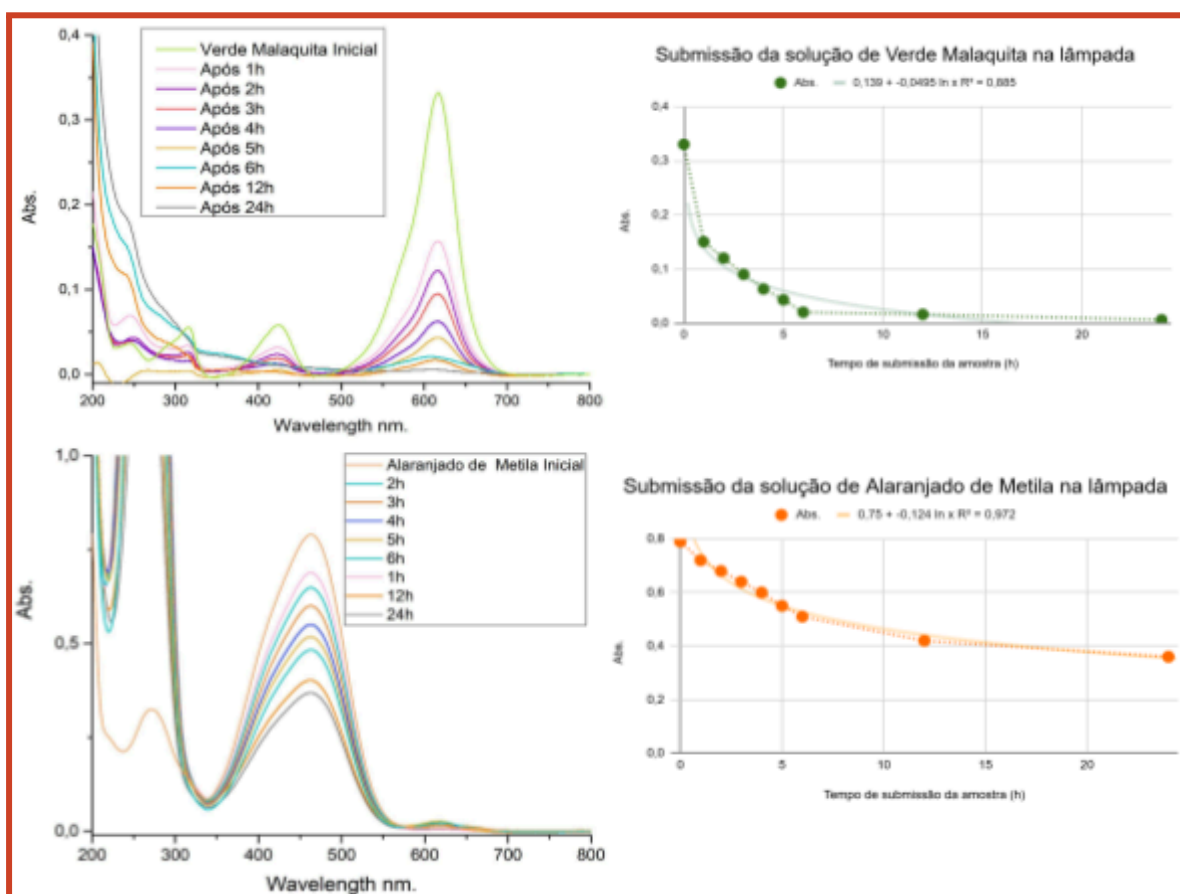 0,4
0,3
0,2
0,1
0,0
Abs.
Verde Malaquita Inicial
Após 1h
Após 2h
Após 3h
Após 4h
Após 5h
Após 6h
Após 12h
Após 24h
200 300 400 500 600 700 800
Wavelength nm.
Submissão da solução de Verde Malaquita na lâmpada
Abs. 0,139 + -0,0495 ln x R² = 0,885
0,4
0,3
0,2
0,1
0,0
Abs.
0 5 10 15 20
Tempo de submissão da amostra (h)
1,0
0,5
0,0
Abs.
Alaranjado de Metila Inicial
2h
3h
4h
5h
6h
1h
12h
24h
200 300 400 500 600 700 800
Wavelength nm.
Submissão da solução de Alaranjado de Metila na lâmpada
Abs. 0,75 + -0,124 ln x R² = 0,972
0,8
0,6
0,4
0,2
0,0
Abs.
0 5 10 15 20
Tempo de submissão da amostra (h)